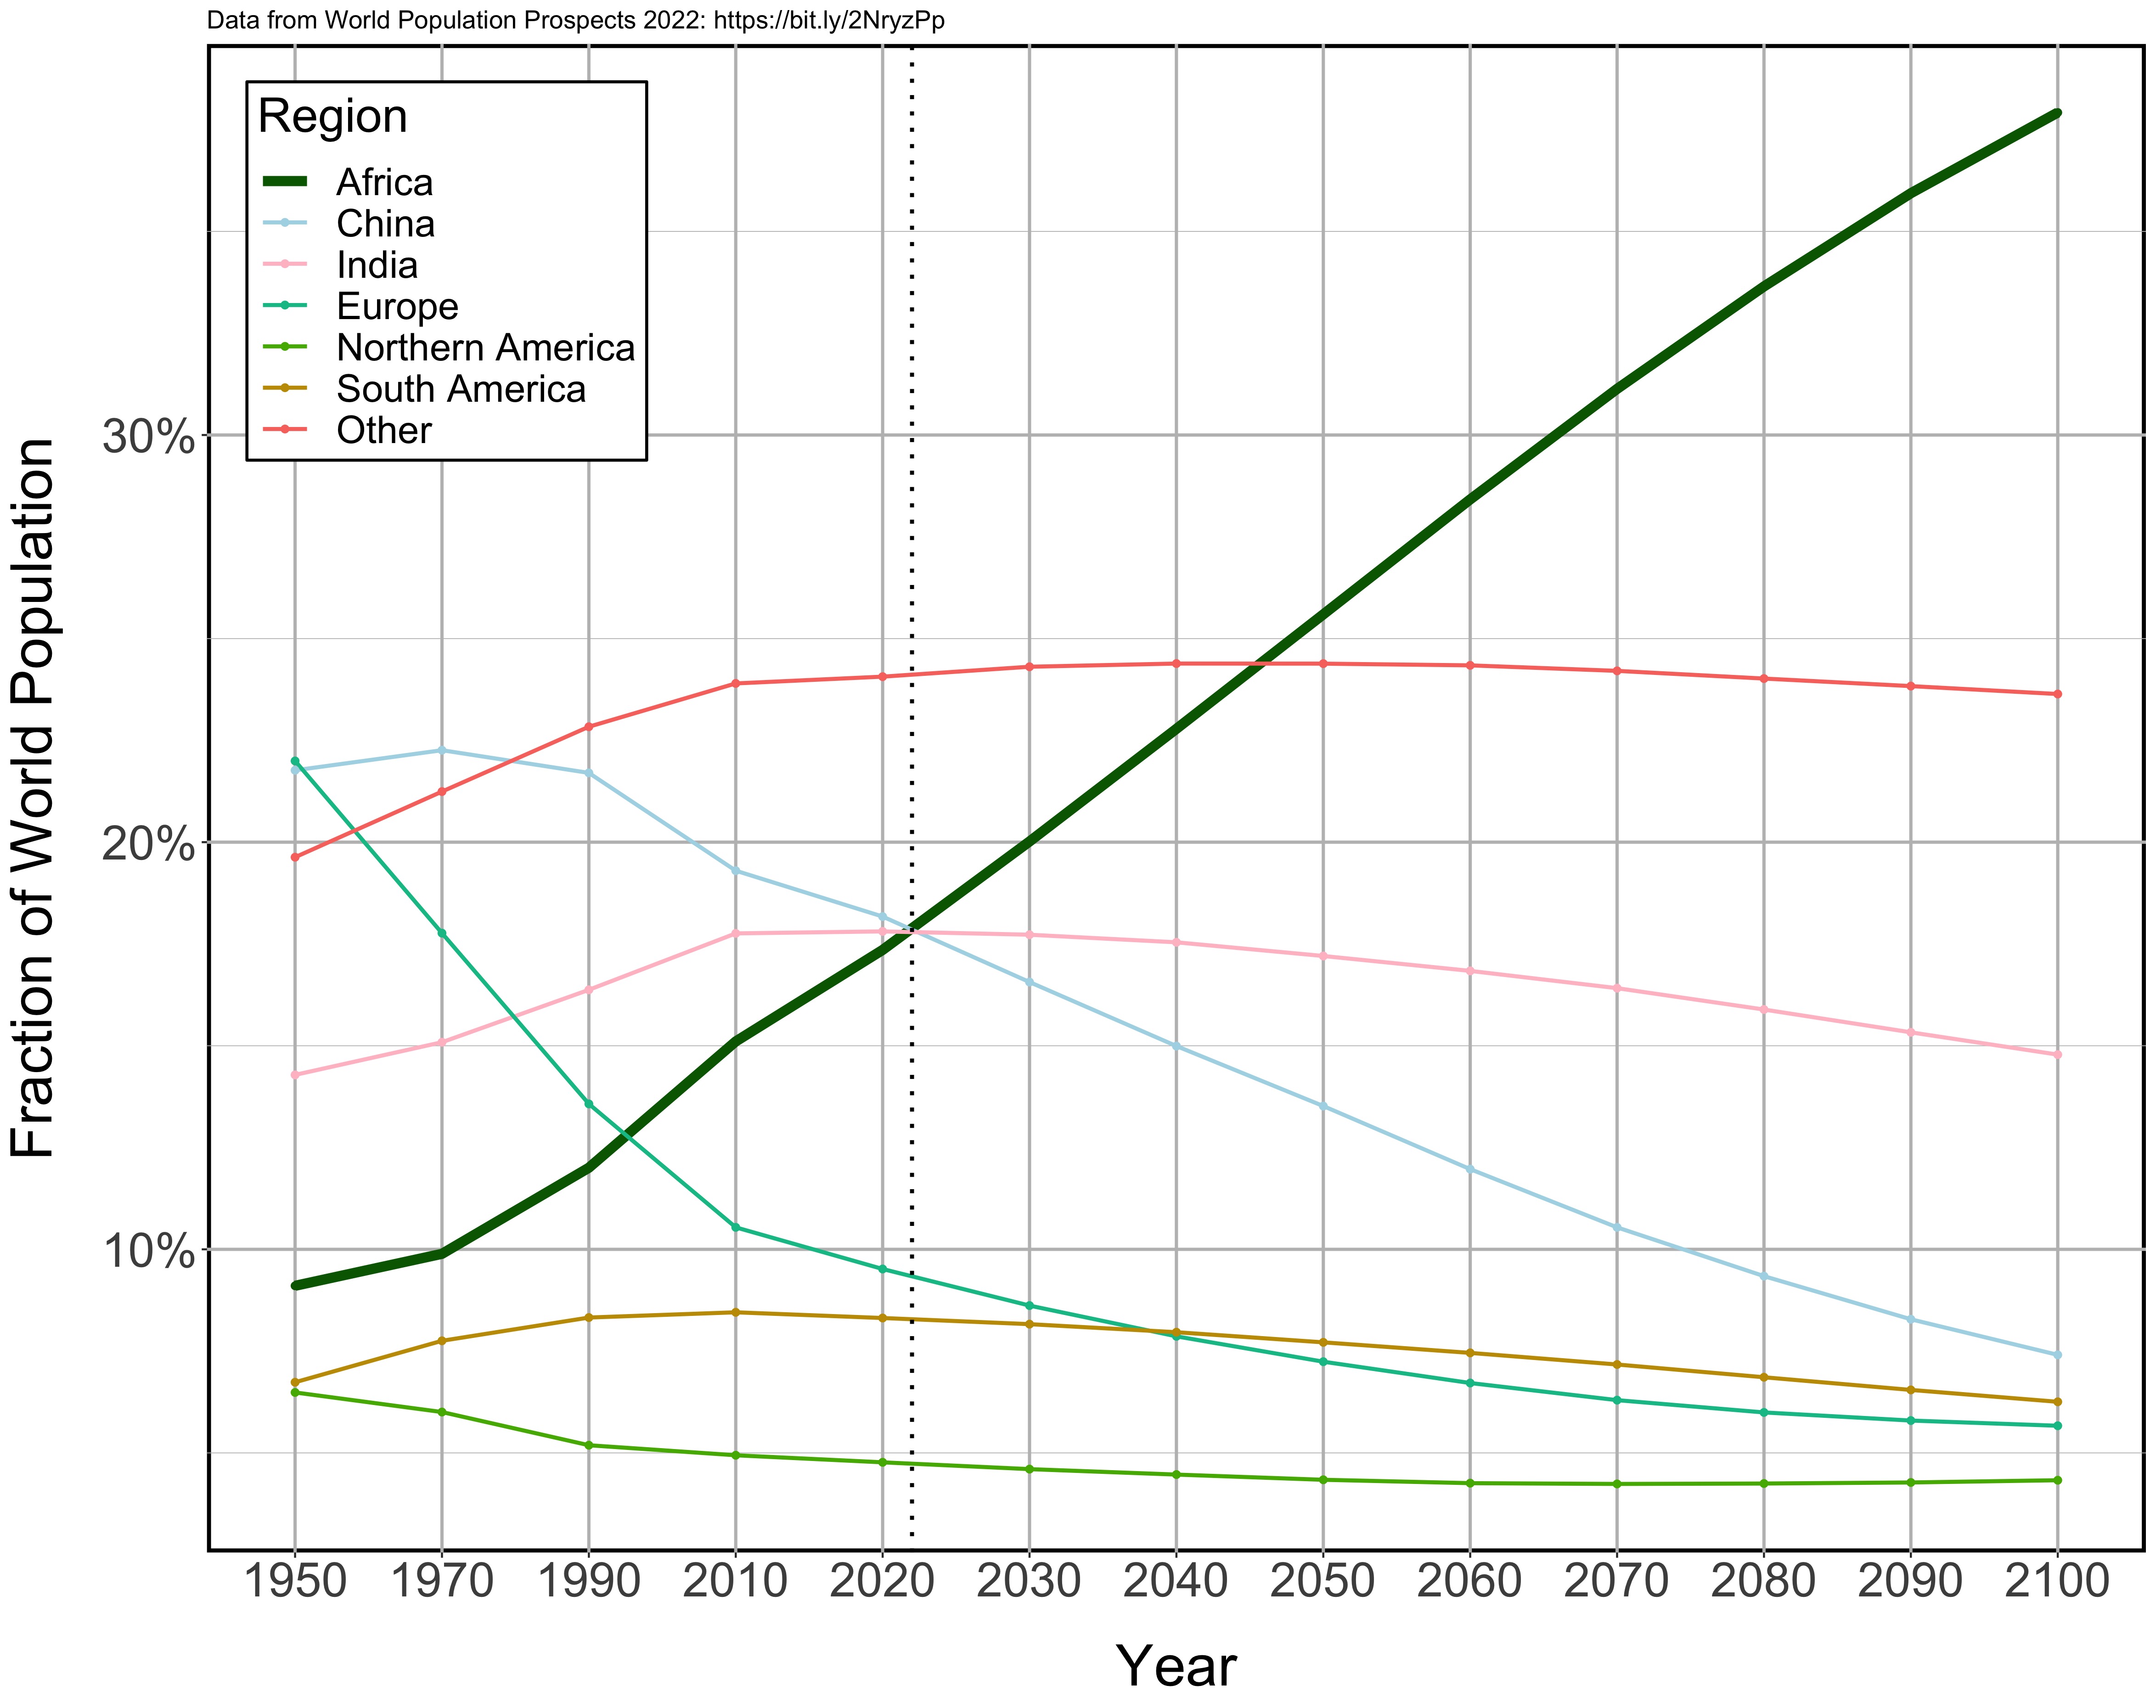 Data from World Population Prospects 2022: https://bit.ly/2NryzPp
Region
Africa
China
India
Europe
Northern America
South America
Other
Fraction of World Population
30%
20%
10%
1950 1970 1990 2010 2020 2030 2040 2050 2060 2070 2080 2090 2100
Year